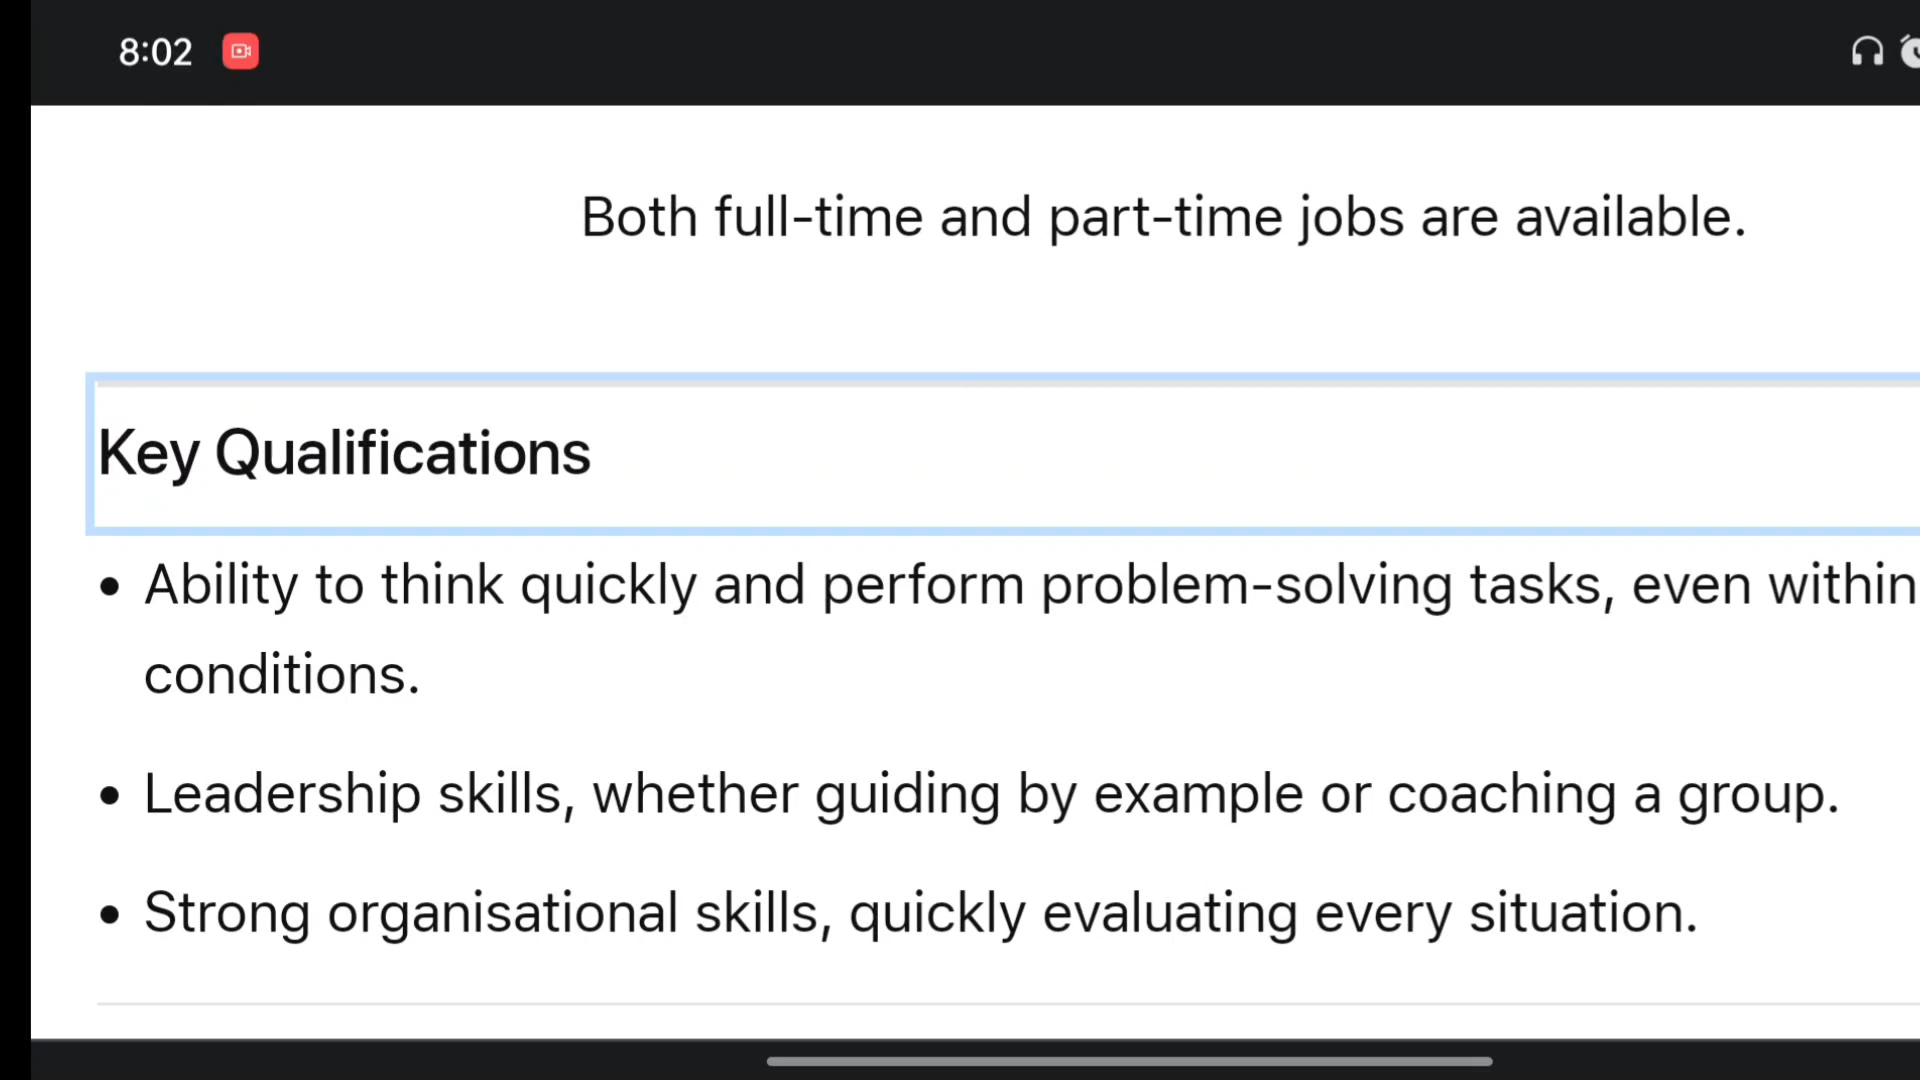 8:02
Both full-time and part-time jobs are available.
Key Qualifications
• Ability to think quickly and perform problem-solving tasks, even within
conditions.
• Leadership skills, whether guiding by example or coaching a group.
• Strong organisational skills, quickly evaluating every situation.